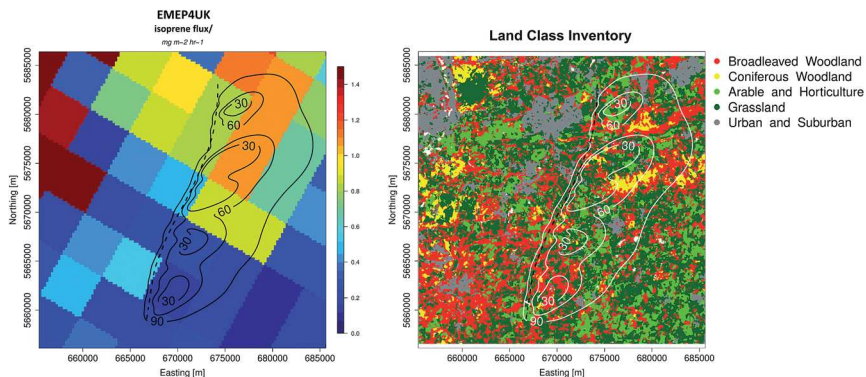 EMEP4UK
isoprene flux/
mg m−2 hr−1
Northing [m]
5685000
5680000
5675000
5670000
5665000
5660000
30
60
30
60
30
30
90
1.4
1.2
1.0
0.8
0.6
0.4
0.2
0.0
660000 665000 670000 675000 680000 685000
Easting [m]
Land Class Inventory
Northing [m]
5685000
5680000
5675000
5670000
5665000
5660000
30
60
30
60
30
30
90
660000 665000 670000 675000 680000 685000
Easting [m]
Broadleaved Woodland
Coniferous Woodland
Arable and Horticulture
Grassland
Urban and Suburban